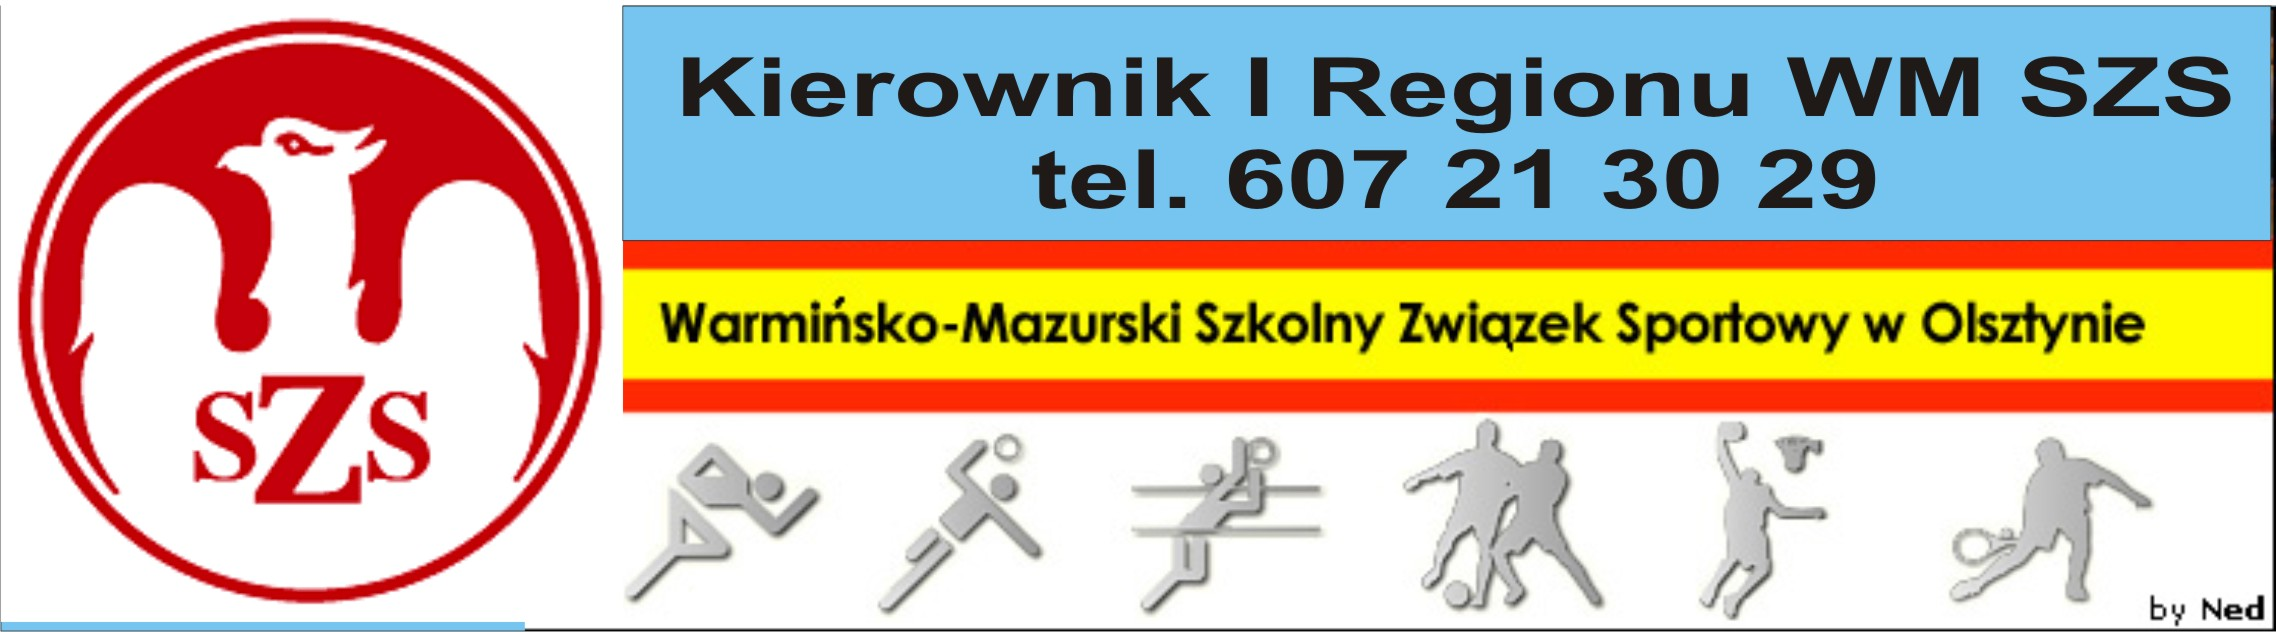 SZS
Kierownik I Regionu WM SZS
tel. 607 21 30 29
Warmińsko-Mazurski Szkolny Związek Sportowy w Olsztynie
by Ned